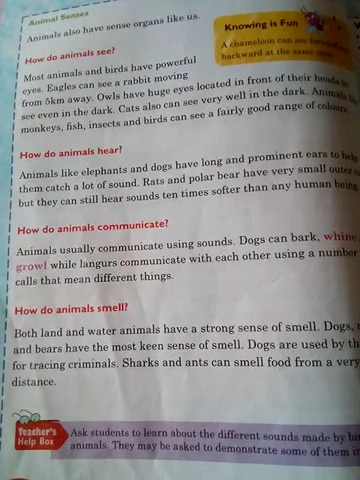 Animal Senses
Animals also have sense organs like us.
Knowing is Fun
A chameleon can see
backward at the same time.
How do animals see?
Most animals and birds have powerful
eyes. Eagles can see a rabbit moving
from 5km away. Owls have huge eyes located in front of their heads to
see even in the dark. Cats also can see very well in the dark. Animals
monkeys, fish, insects and birds can see a fairly good range of colours.
How do animals hear?
Animals like elephants and dogs have long and prominent ears to help
them catch a lot of sound. Rats and polar bear have very small outer
but they can still hear sounds ten times softer than any human being
How do animals communicate?
Animals usually communicate using sounds. Dogs can bark, whine
growl while langurs communicate with each other using a number
calls that mean different things.
How do animals smell?
Both land and water animals have a strong sense of smell. Dogs,
and bears have the most keen sense of smell. Dogs are used by
for tracing criminals. Sharks and ants can smell food from a very
distance.
Teacher's
Help Box
Ask students to learn about the different sounds made by
animals. They may be asked to demonstrate some of them